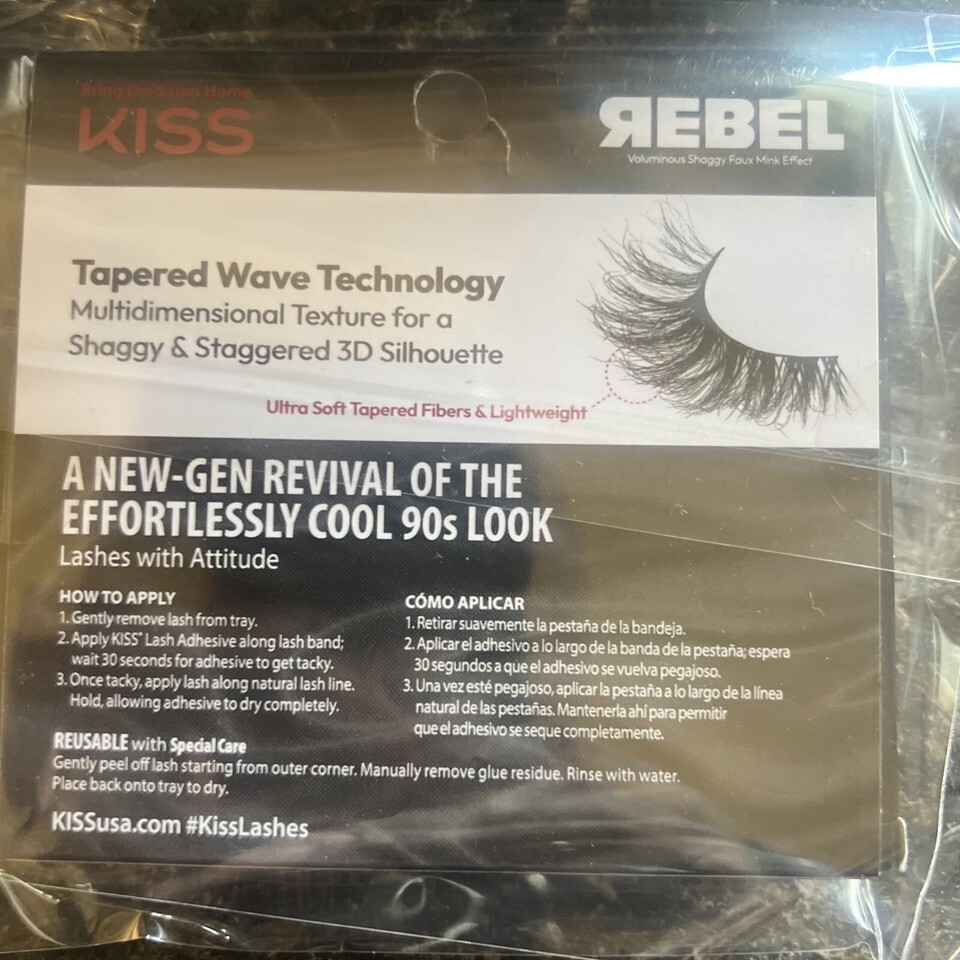 Bring the Salon Home
KISS
REBEL
Voluminous Shaggy Faux Mink Effect
Tapered Wave Technology
Multidimensional Texture for a
Shaggy & Staggered 3D Silhouette
Ultra Soft Tapered Fibers & Lightweight
A NEW-GEN REVIVAL OF THE
EFFORTLESSLY COOL 90s LOOK
Lashes with Attitude
HOW TO APPLY
1. Gently remove lash from tray.
2. Apply KISS® Lash Adhesive along lash band;
wait 30 seconds for adhesive to get tacky.
3. Once tacky, apply lash along natural lash line.
Hold, allowing adhesive to dry completely.
CÓMO APLICAR
1. Retirar suavemente la pestaña de la bandeja.
2. Aplicar el adhesivo a lo largo de la banda de la pestaña; espera
30 segundos a que el adhesivo se vuelva pegajoso.
3. Una vez esté pegajoso, aplicar la pestaña a lo largo de la línea
natural de las pestañas. Mantenerla ahí para permitir
que el adhesivo se seque completamente.
REUSABLE with Special Care
Gently peel off lash starting from outer corner. Manually remove glue residue. Rinse with water.
Place back onto tray to dry.
KISSusa.com #KissLashes